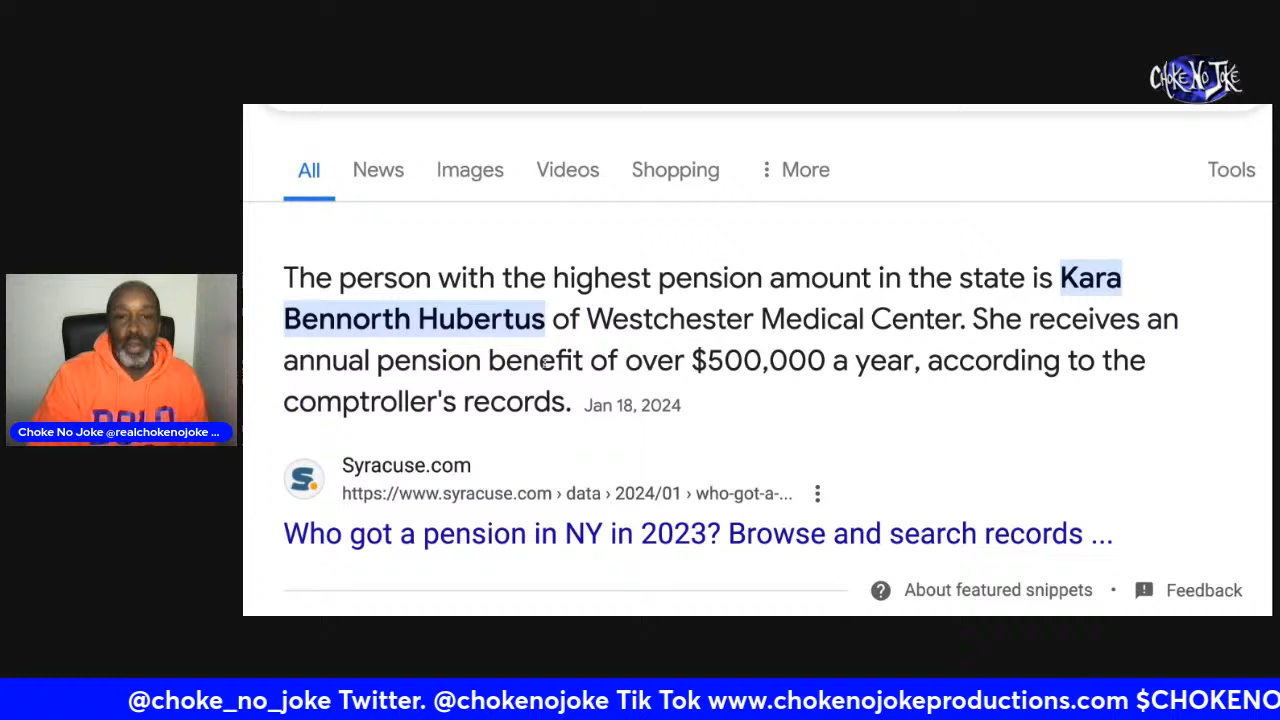 CHOKE NO JOKE
All News Images Videos Shopping More Tools
The person with the highest pension amount in the state is Kara
Bennorth Hubertus of Westchester Medical Center. She receives an
annual pension benefit of over $500,000 a year, according to the
comptroller's records. Jan 18, 2024
Syracuse.com
https://www.syracuse.com › data › 2024/01 › who-got-a-...
Who got a pension in NY in 2023? Browse and search records ...
About featured snippets • Feedback
Choke No Joke @realchokenojoke ...
@choke_no_joke Twitter. @chokenojoke Tik Tok www.chokenojokeproductions.com $CHOKENO